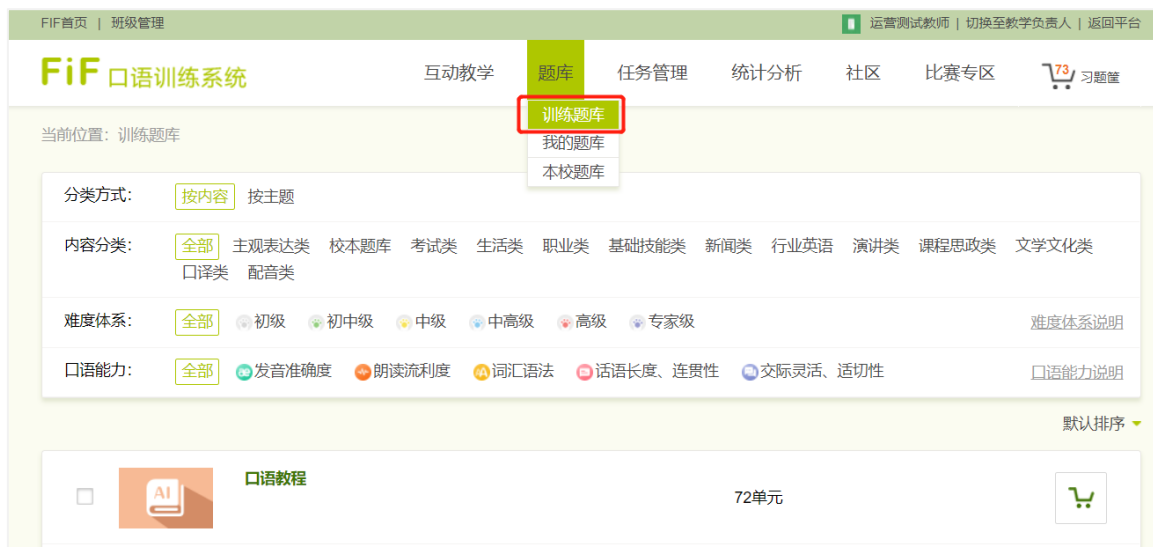 FIF首页 | 班级管理 运营测试教师 | 切换至教学负责人 | 返回平台
FiF 口语训练系统 互动教学 题库 任务管理 统计分析 社区 比赛专区 73 习题筐
训练题库
当前位置：训练题库
我的题库
本校题库
分类方式： 按内容 按主题
内容分类： 全部 主观表达类 校本题库 考试类 生活类 职业类 基础技能类 新闻类 行业英语 演讲类 课程思政类 文学文化类
口译类 配音类
难度体系： 全部 初级 初中级 中级 中高级 高级 专家级 难度体系说明
口语能力： 全部 发音准确度 朗读流利度 词汇语法 话语长度、连贯性 交际灵活、适切性 口语能力说明
默认排序
口语教程
AI 72单元